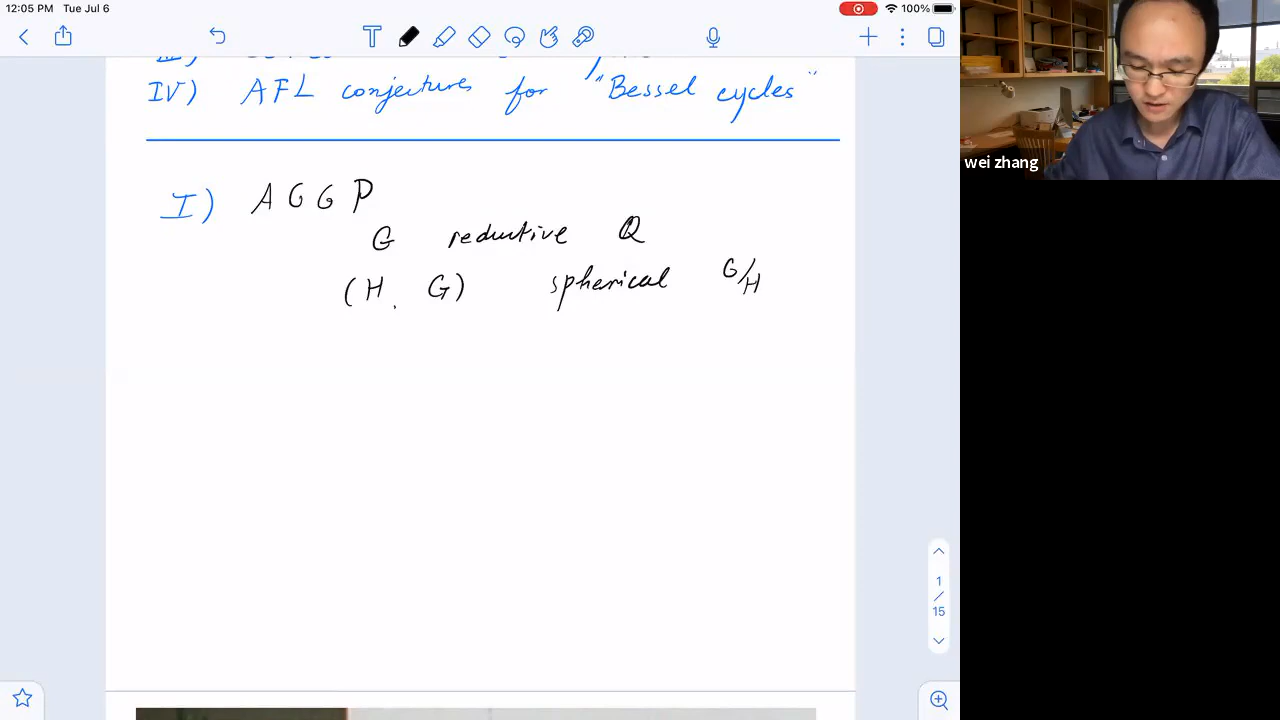 12:05 PM Tue Jul 6
100%
IV) AFL conjectures for "Bessel cycles"
I) AGGP
G reductive Q
(H, G) spherical G/H
1
/
15
wei zhang